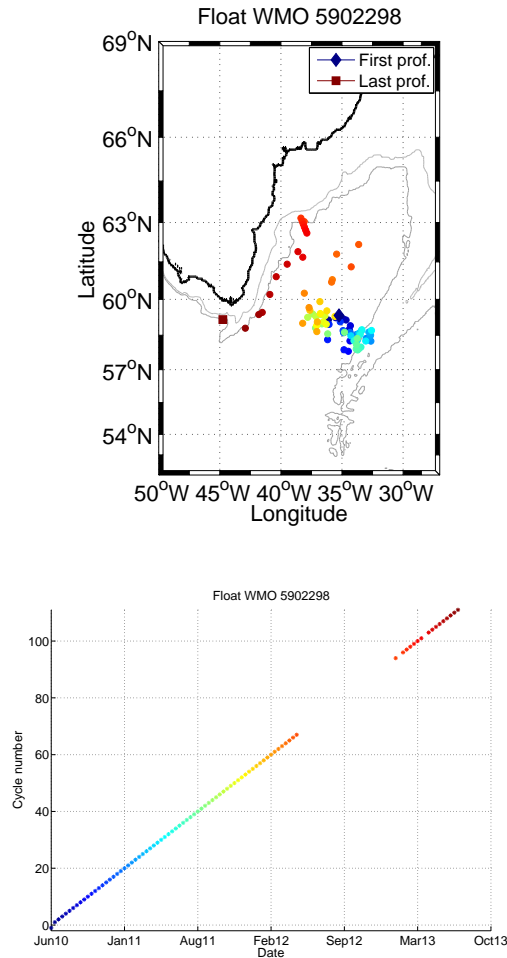 Float WMO 5902298
69°N
First prof.
Last prof.
66°N
63°N
60°N
57°N
54°N
Latitude
50°W 45°W 40°W 35°W 30°W
Longitude
Float WMO 5902298
100
80
60
40
20
0
Cycle number
Jun10 Jan11 Aug11 Feb12 Sep12 Mar13 Oct13
Date